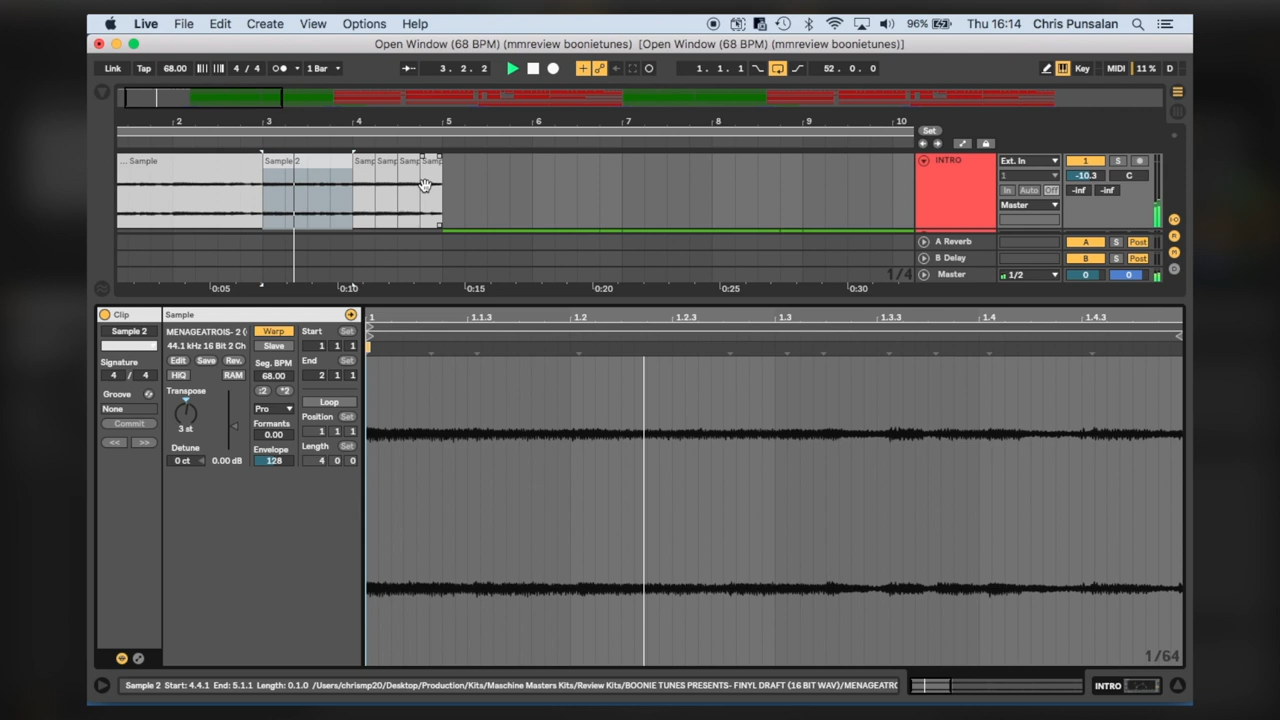 Live File Edit Create View Options Help 96% Thu 16:14 Chris Punsalan
Open Window (68 BPM) (mmreview boonietunes) [Open Window (68 BPM) (mmreview boonietunes)]
Link Tap 68.00 4 / 4 1 Bar 3. 2. 2 1. 1. 1 52. 0. 0 Key MIDI 11 % D
2 3 4 5 6 7 8 9 10 Set
... Sample Sample 2 Samp Samp Samp Samp INTRO Ext. In 1 S
1 -10.3 C
In Auto Off -inf -inf
Master
A Reverb A S Post
B Delay B S Post
1/4 Master 1/2 0 0
0:05 0:10 0:15 0:20 0:25 0:30
Clip Sample
1 1.1.3 1.2 1.2.3 1.3 1.3.3 1.4 1.4.3
Sample 2 MENAGEATROIS- 2 ( Warp Start Set
44.1 kHz 16 Bit 2 Ch Slave 1 1 1
Signature Edit Save Rev. Seg. BPM End Set
4 / 4 HiQ RAM 68.00 2 1 1
Groove Transpose :2 *2 Loop
None Pro Position Set
Commit 3 st Formants 1 1 1
<< >> 0.00
Detune Envelope Length Set
0 ct 0.00 dB 128 4 0 0
1/64
Sample 2 Start: 4.4.1 End: 5.1.1 Length: 0.1.0 /Users/chrismp20/Desktop/Production/Kits/Maschine Masters Kits/Review Kits/BOONIE TUNES PRESENTS- FINYL DRAFT (16 BIT WAV)/MENAGEATR
INTRO